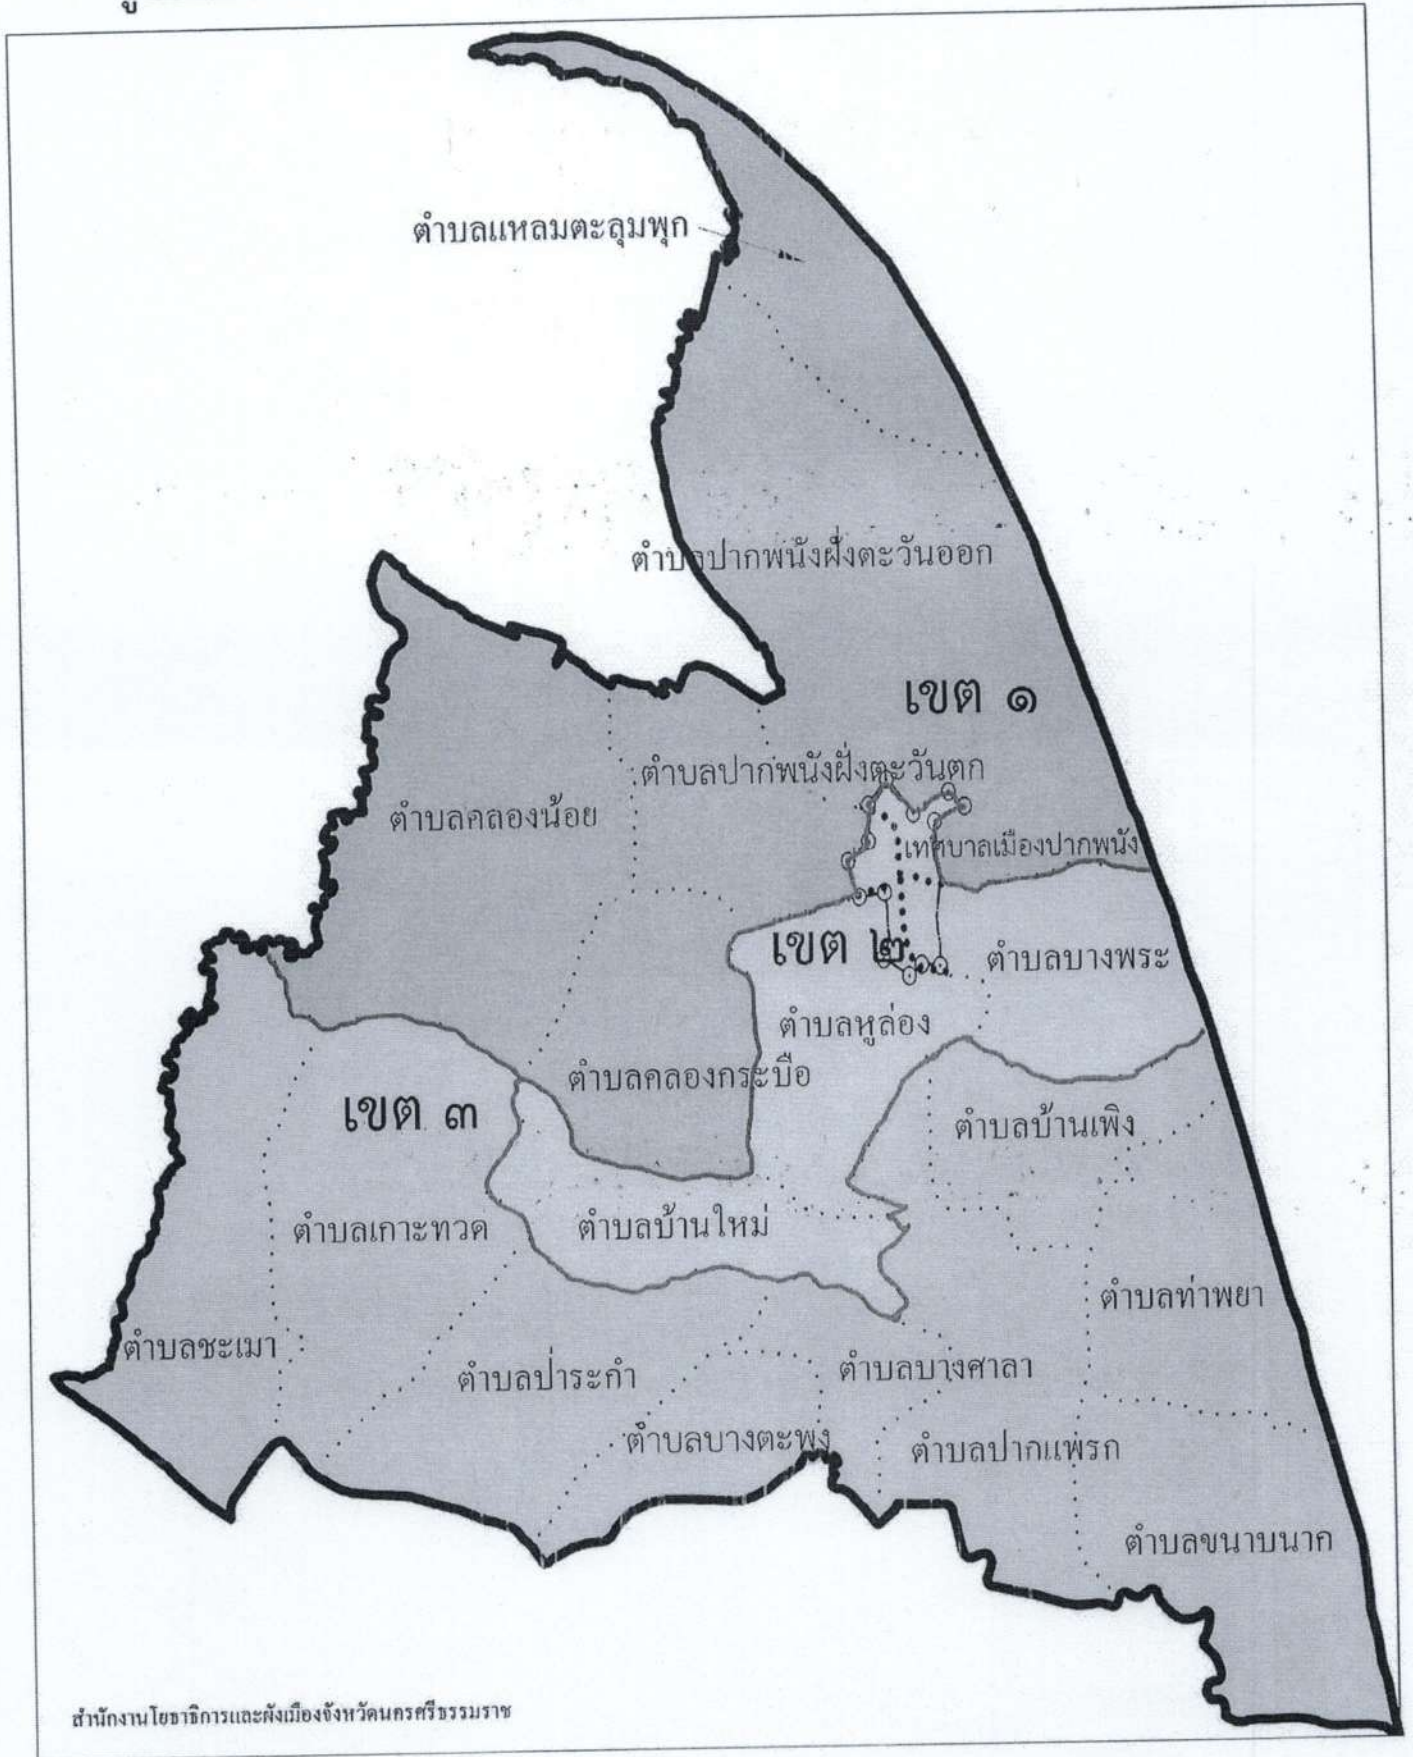 ตำบลแหลมตะลุมพุก
ตำบลปากพนังฝั่งตะวันออก
เขต ๑
ตำบลปากพนังฝั่งตะวันตก
ตำบลคลองน้อย
เทศบาลเมืองปากพนัง
เขต ๒
ตำบลบางพระ
ตำบลหูล่อง
ตำบลคลองกระบือ
เขต ๓
ตำบลบ้านเพิง
ตำบลเกาะทวด
ตำบลบ้านใหม่
ตำบลท่าพยา
ตำบลชะเมา
ตำบลป่าระกำ
ตำบลบางศาลา
ตำบลบางตะพง
ตำบลปากแพรก
ตำบลขนาบนาก
สำนักงานโยธาธิการและผังเมืองจังหวัดนครศรีธรรมราช